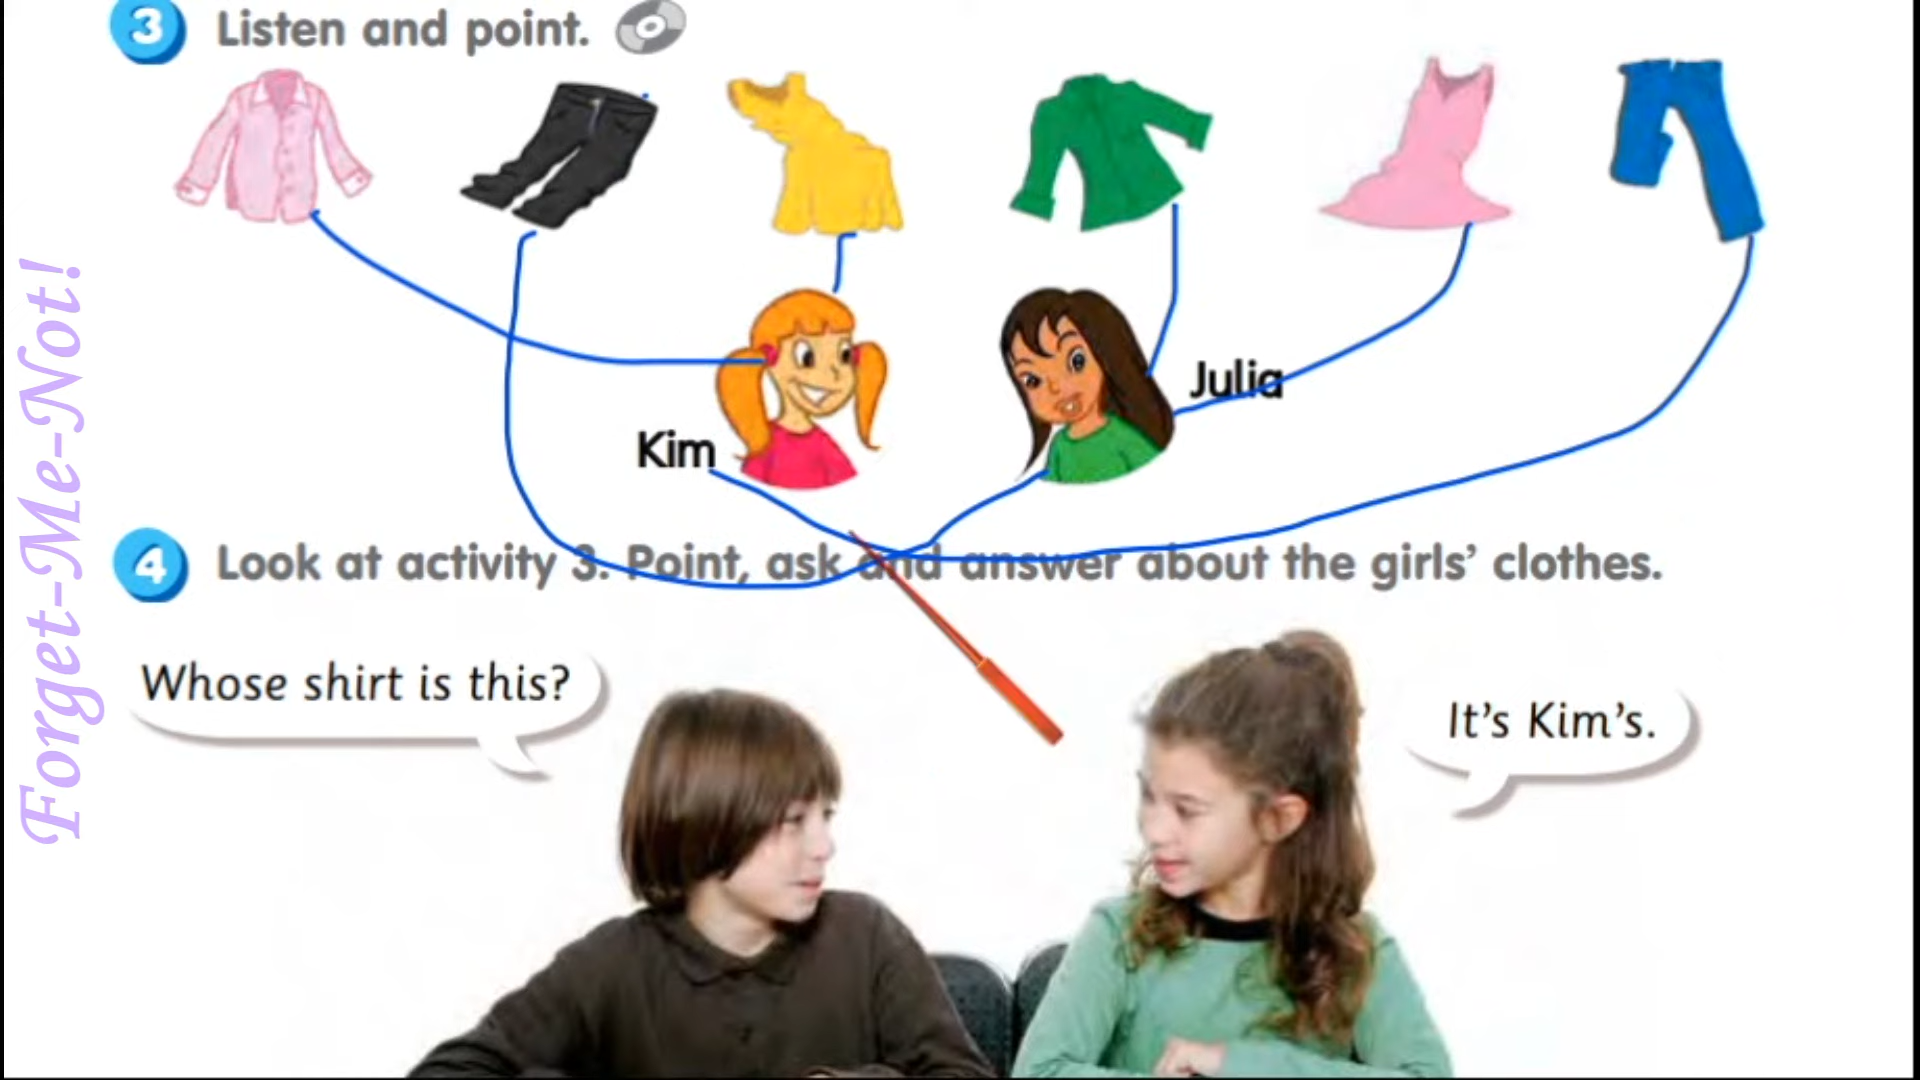 3 Listen and point.
Julia
Kim
4 Look at activity 3. Point, ask and answer about the girls' clothes.
Whose shirt is this?
It's Kim's.
Forget-Me-Not!